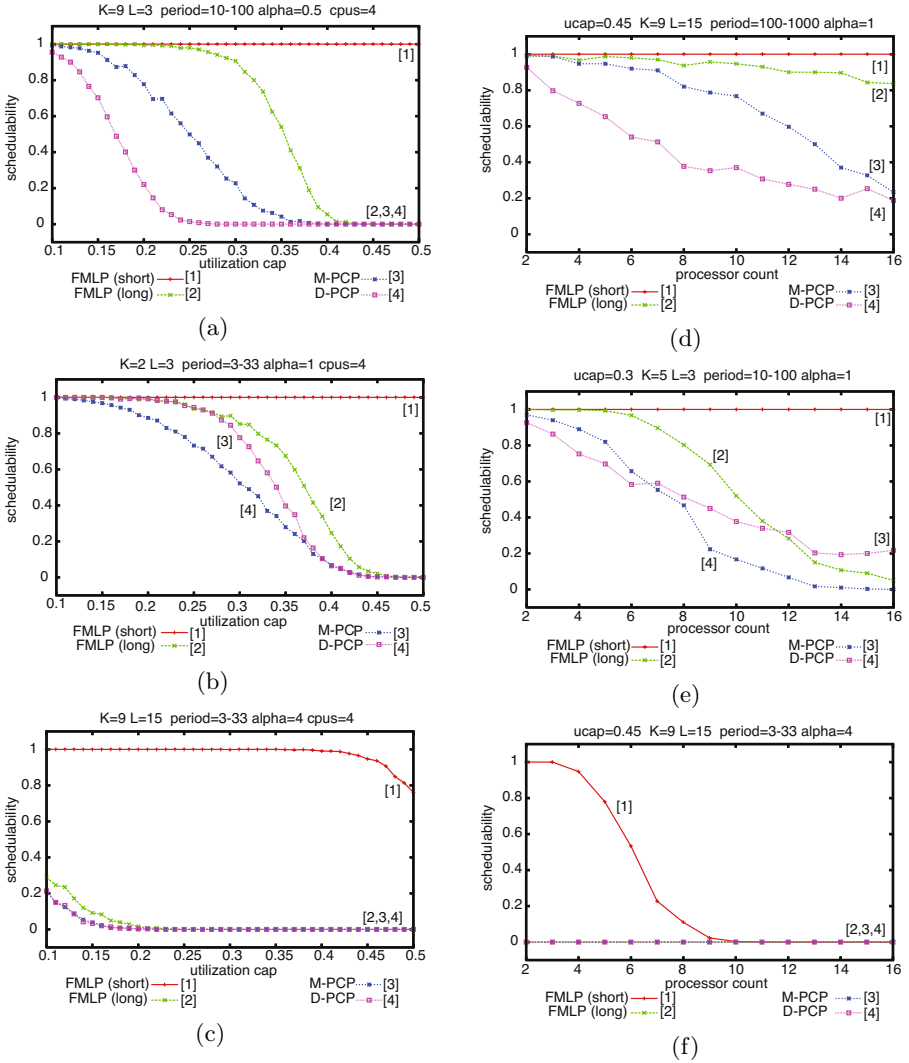 K=9 L=3 period=10-100 alpha=0.5 cpus=4
schedulability
1
0.8
0.6
0.4
0.2
0
[1]
[2,3,4]
0.1 0.15 0.2 0.25 0.3 0.35 0.4 0.45 0.5
utilization cap
FMLP (short) [1] M-PCP [3]
FMLP (long) [2] D-PCP [4]
(a)
K=2 L=3 period=3-33 alpha=1 cpus=4
schedulability
1
0.8
0.6
0.4
0.2
0
[1]
[3]
[4]
[2]
0.1 0.15 0.2 0.25 0.3 0.35 0.4 0.45 0.5
utilization cap
FMLP (short) [1] M-PCP [3]
FMLP (long) [2] D-PCP [4]
(b)
K=9 L=15 period=3-33 alpha=4 cpus=4
schedulability
1
0.8
0.6
0.4
0.2
0
[1]
[2,3,4]
0.1 0.15 0.2 0.25 0.3 0.35 0.4 0.45 0.5
utilization cap
FMLP (short) [1] M-PCP [3]
FMLP (long) [2] D-PCP [4]
(c)
ucap=0.45 K=9 L=15 period=100-1000 alpha=1
schedulability
1
0.8
0.6
0.4
0.2
0
[1]
[2]
[3]
[4]
2 4 6 8 10 12 14 16
processor count
FMLP (short) [1] M-PCP [3]
FMLP (long) [2] D-PCP [4]
(d)
ucap=0.3 K=5 L=3 period=10-100 alpha=1
schedulability
1
0.8
0.6
0.4
0.2
0
[1]
[2]
[3]
[4]
2 4 6 8 10 12 14 16
processor count
FMLP (short) [1] M-PCP [3]
FMLP (long) [2] D-PCP [4]
(e)
ucap=0.45 K=9 L=15 period=3-33 alpha=4
schedulability
1
0.8
0.6
0.4
0.2
0
[1]
[2,3,4]
2 4 6 8 10 12 14 16
processor count
FMLP (short) [1] M-PCP [3]
FMLP (long) [2] D-PCP [4]
(f)